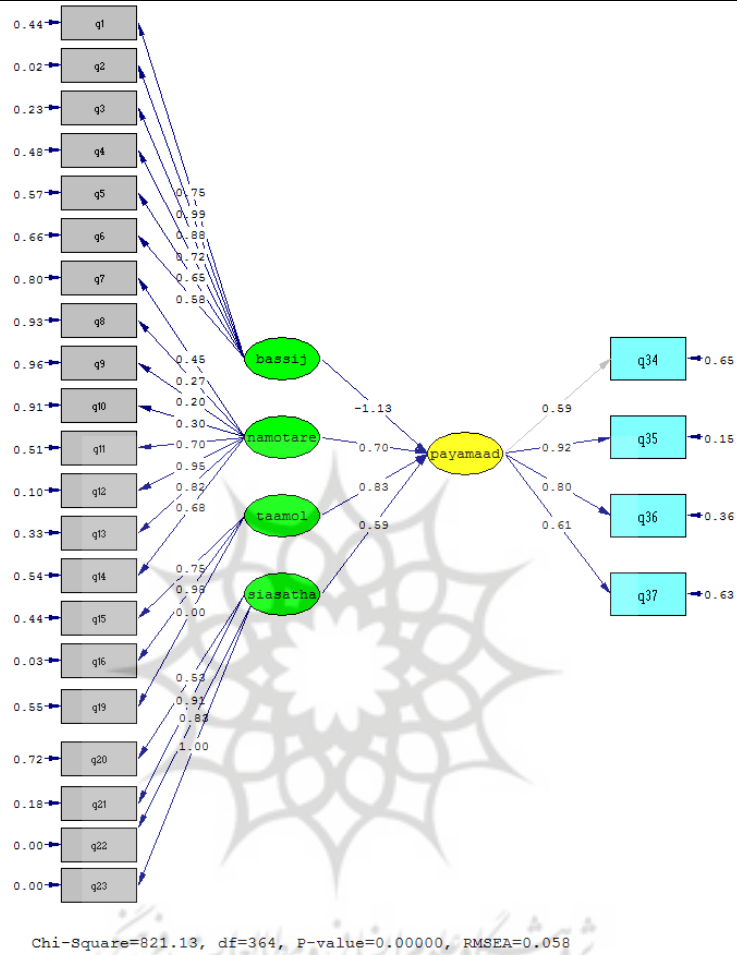 0.44 q1
0.02 q2
0.23 q3
0.48 q4
0.57 q5
0.66 q6
0.80 q7
0.93 q8
0.96 q9
0.91 q10
0.51 q11
0.10 q12
0.33 q13
0.54 q14
0.44 q15
0.03 q16
0.55 q19
0.72 q20
0.18 q21
0.00 q22
0.00 q23
0.75
0.99
0.88
0.72
0.65
0.58
0.45
0.27
0.20
0.30
0.70
0.95
0.82
0.68
0.75
0.98
0.00
0.53
0.91
0.83
1.00
bassij
namotare
taamol
siasatha
-1.13
0.70
0.83
0.59
payamaad
0.59
0.92
0.80
0.61
q34 0.65
q35 0.15
q36 0.36
q37 0.63
Chi-Square=821.13, df=364, P-value=0.00000, RMSEA=0.058